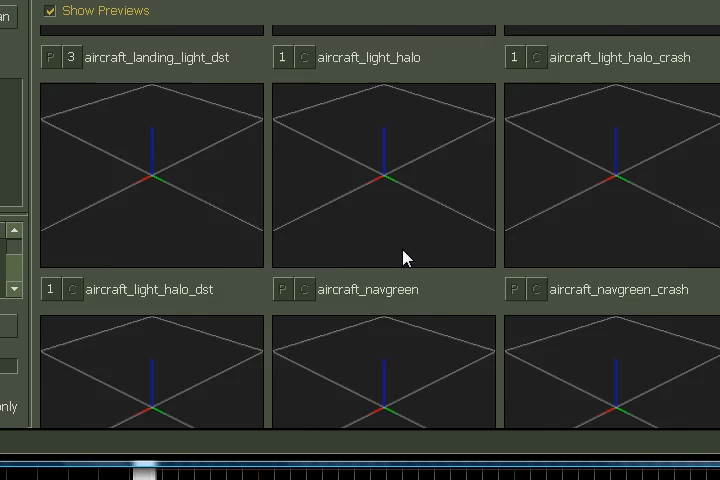 an
Show Previews
P 3 aircraft_landing_light_dst
1 C aircraft_light_halo
1 C aircraft_light_halo_crash
1 C aircraft_light_halo_dst
P C aircraft_navgreen
P C aircraft_navgreen_crash
only